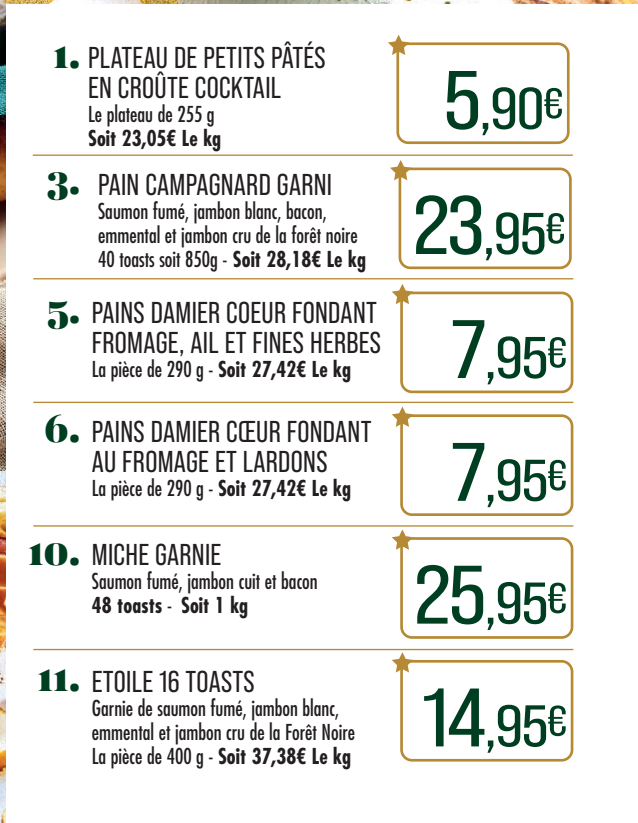 1. PLATEAU DE PETITS PÂTÉS
EN CROÛTE COCKTAIL
Le plateau de 255 g
Soit 23,05€ Le kg
5,90€
3. PAIN CAMPAGNARD GARNI
Saumon fumé, jambon blanc, bacon,
emmental et jambon cru de la forêt noire
40 toasts soit 850g - Soit 28,18€ Le kg
23,95€
5. PAINS DAMIER COEUR FONDANT
FROMAGE, AIL ET FINES HERBES
La pièce de 290 g - Soit 27,42€ Le kg
7,95€
6. PAINS DAMIER CŒUR FONDANT
AU FROMAGE ET LARDONS
La pièce de 290 g - Soit 27,42€ Le kg
7,95€
10. MICHE GARNIE
Saumon fumé, jambon cuit et bacon
48 toasts - Soit 1 kg
25,95€
11. ETOILE 16 TOASTS
Garnie de saumon fumé, jambon blanc,
emmental et jambon cru de la Forêt Noire
La pièce de 400 g - Soit 37,38€ Le kg
14,95€